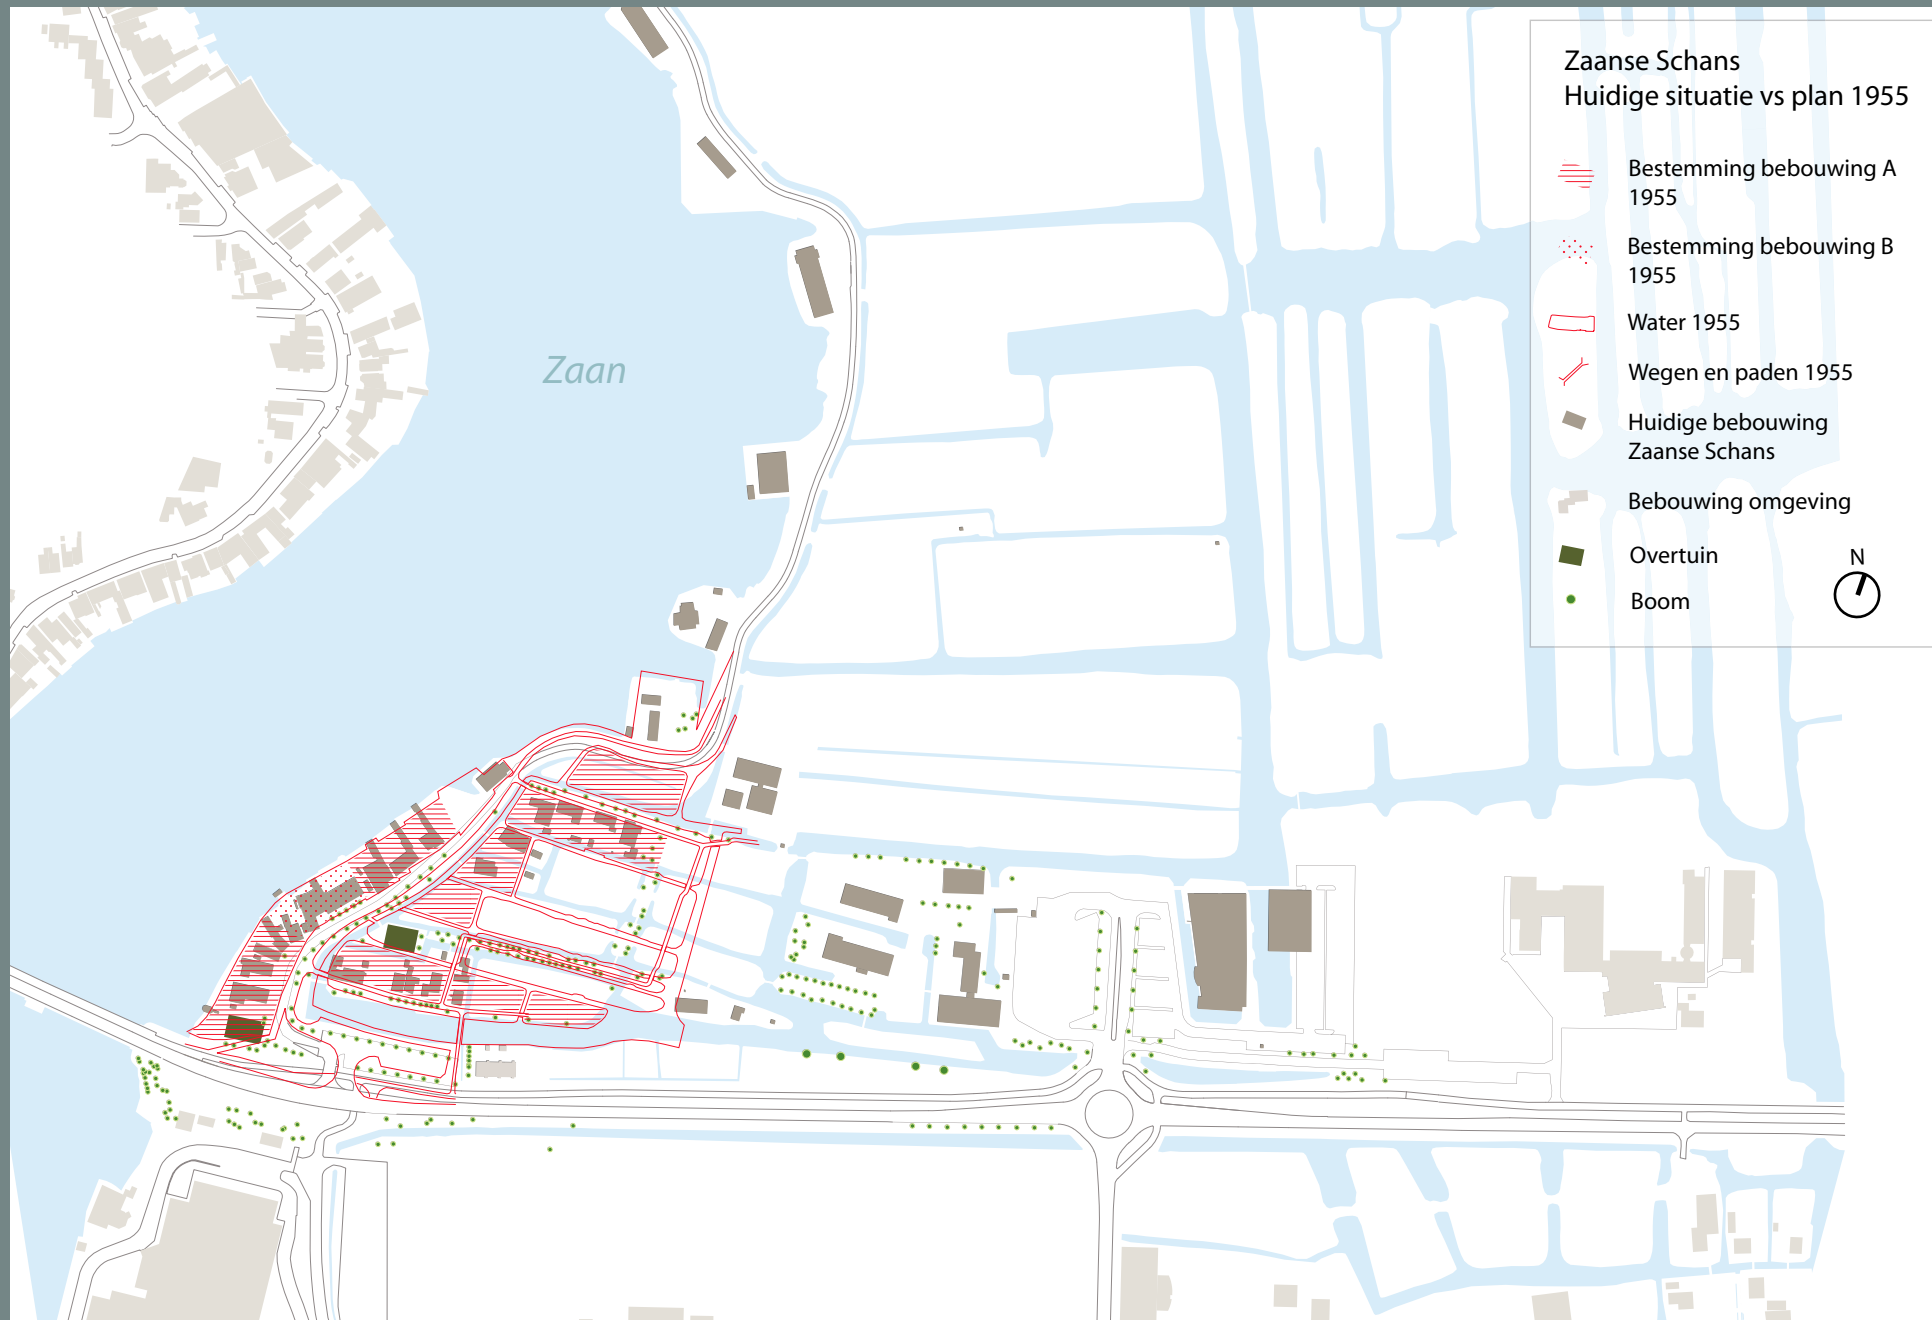 Zaanse Schans
Huidige situatie vs plan 1955
Bestemming bebouwing A
1955
Bestemming bebouwing B
1955
Water 1955
Wegen en paden 1955
Huidige bebouwing
Zaanse Schans
Bebouwing omgeving
Overtuin
Boom
N
Zaan